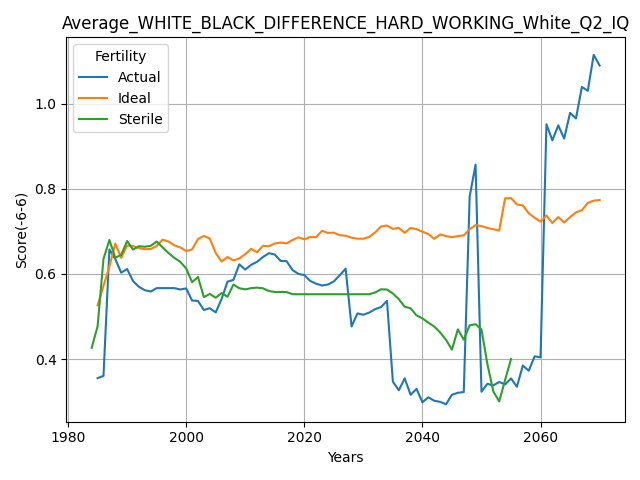 Average_WHITE_BLACK_DIFFERENCE_HARD_WORKING_White_Q2_IQ
Fertility
Actual
Ideal
Sterile
Score(-6-6)
1.0
0.8
0.6
0.4
1980
2000
2020
2040
2060
Years